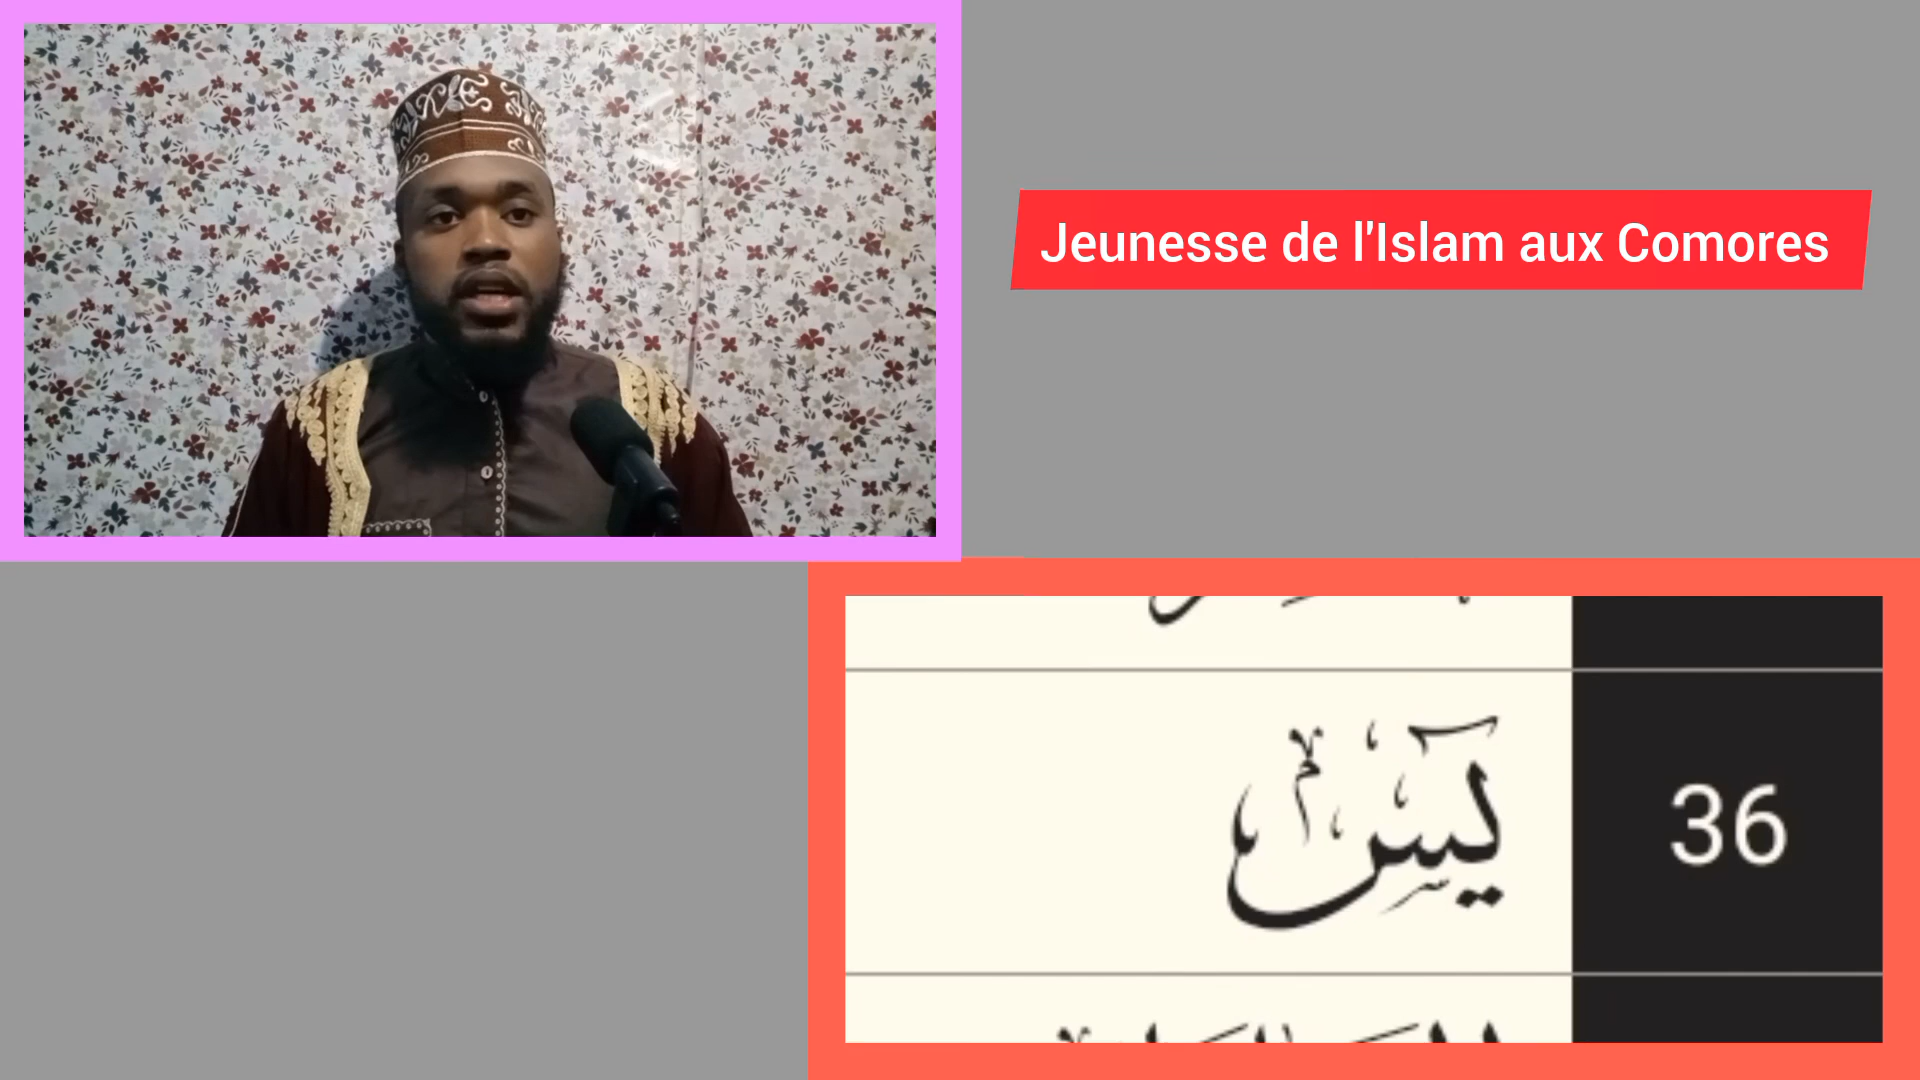 Jeunesse de l'Islam aux Comores
يسٓ
36